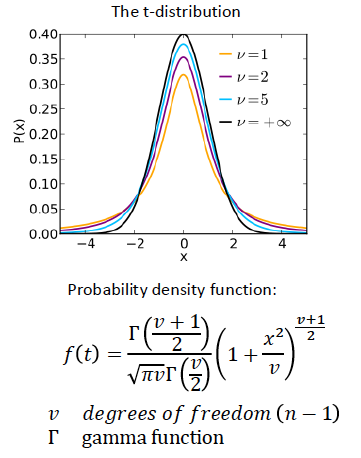 The t-distribution
0.40
0.35
0.30
0.25
0.20
0.15
0.10
0.05
0.00
P(x)
ν=1
ν=2
ν=5
ν=+∞
−4 −2 0 2 4
x
Probability density function:
f(t) = Γ((v + 1)/2) / (√(πv)Γ(v/2)) (1 + x²/v)^((v+1)/2)
v degrees of freedom (n − 1)
Γ gamma function